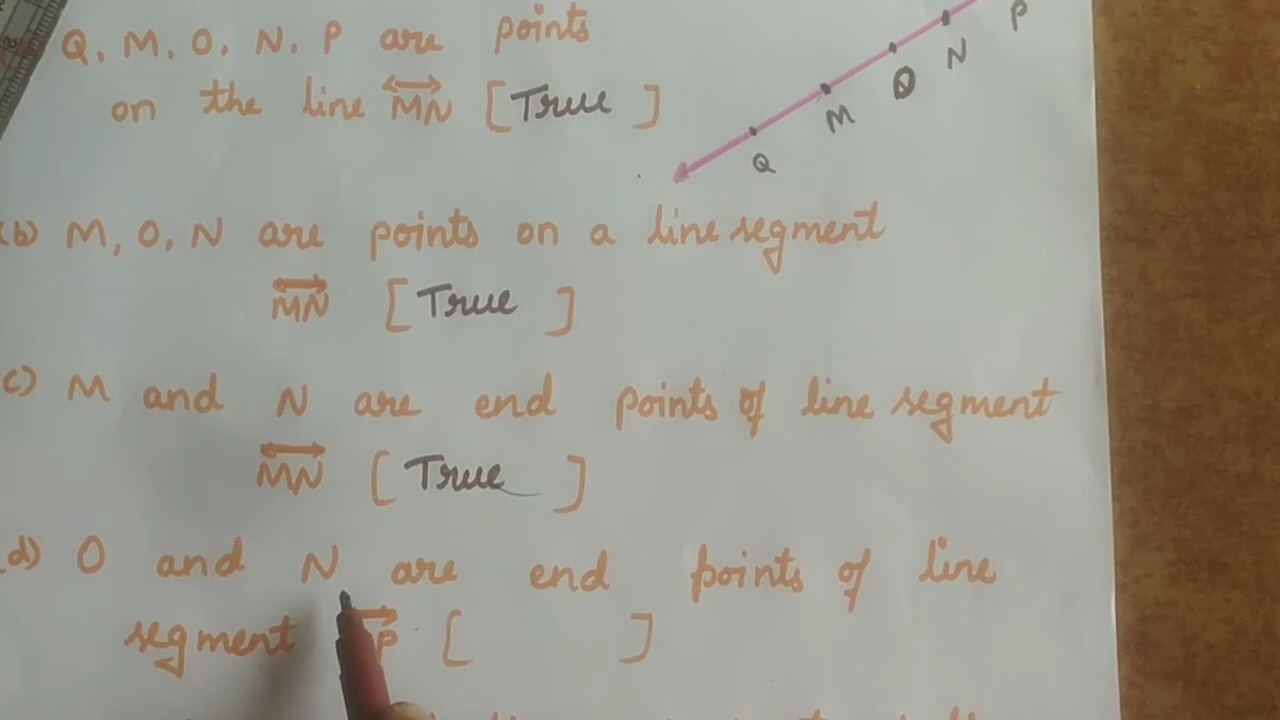 Q, M, O, N, P are points
on the line MN [True ]
P
N
O
M
Q
(b) M, O, N are points on a line segment
MN [True ]
c) M and N are end points of line segment
MN [True ]
(d) O and N are end points of line
segment P [ ]